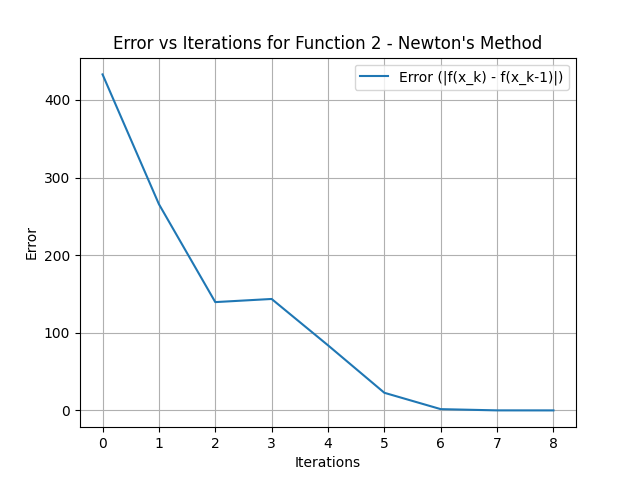 Error vs Iterations for Function 2 - Newton's Method
Error (|f(x_k) - f(x_k-1)|)
400
300
200
100
0
Error
0 1 2 3 4 5 6 7 8
Iterations